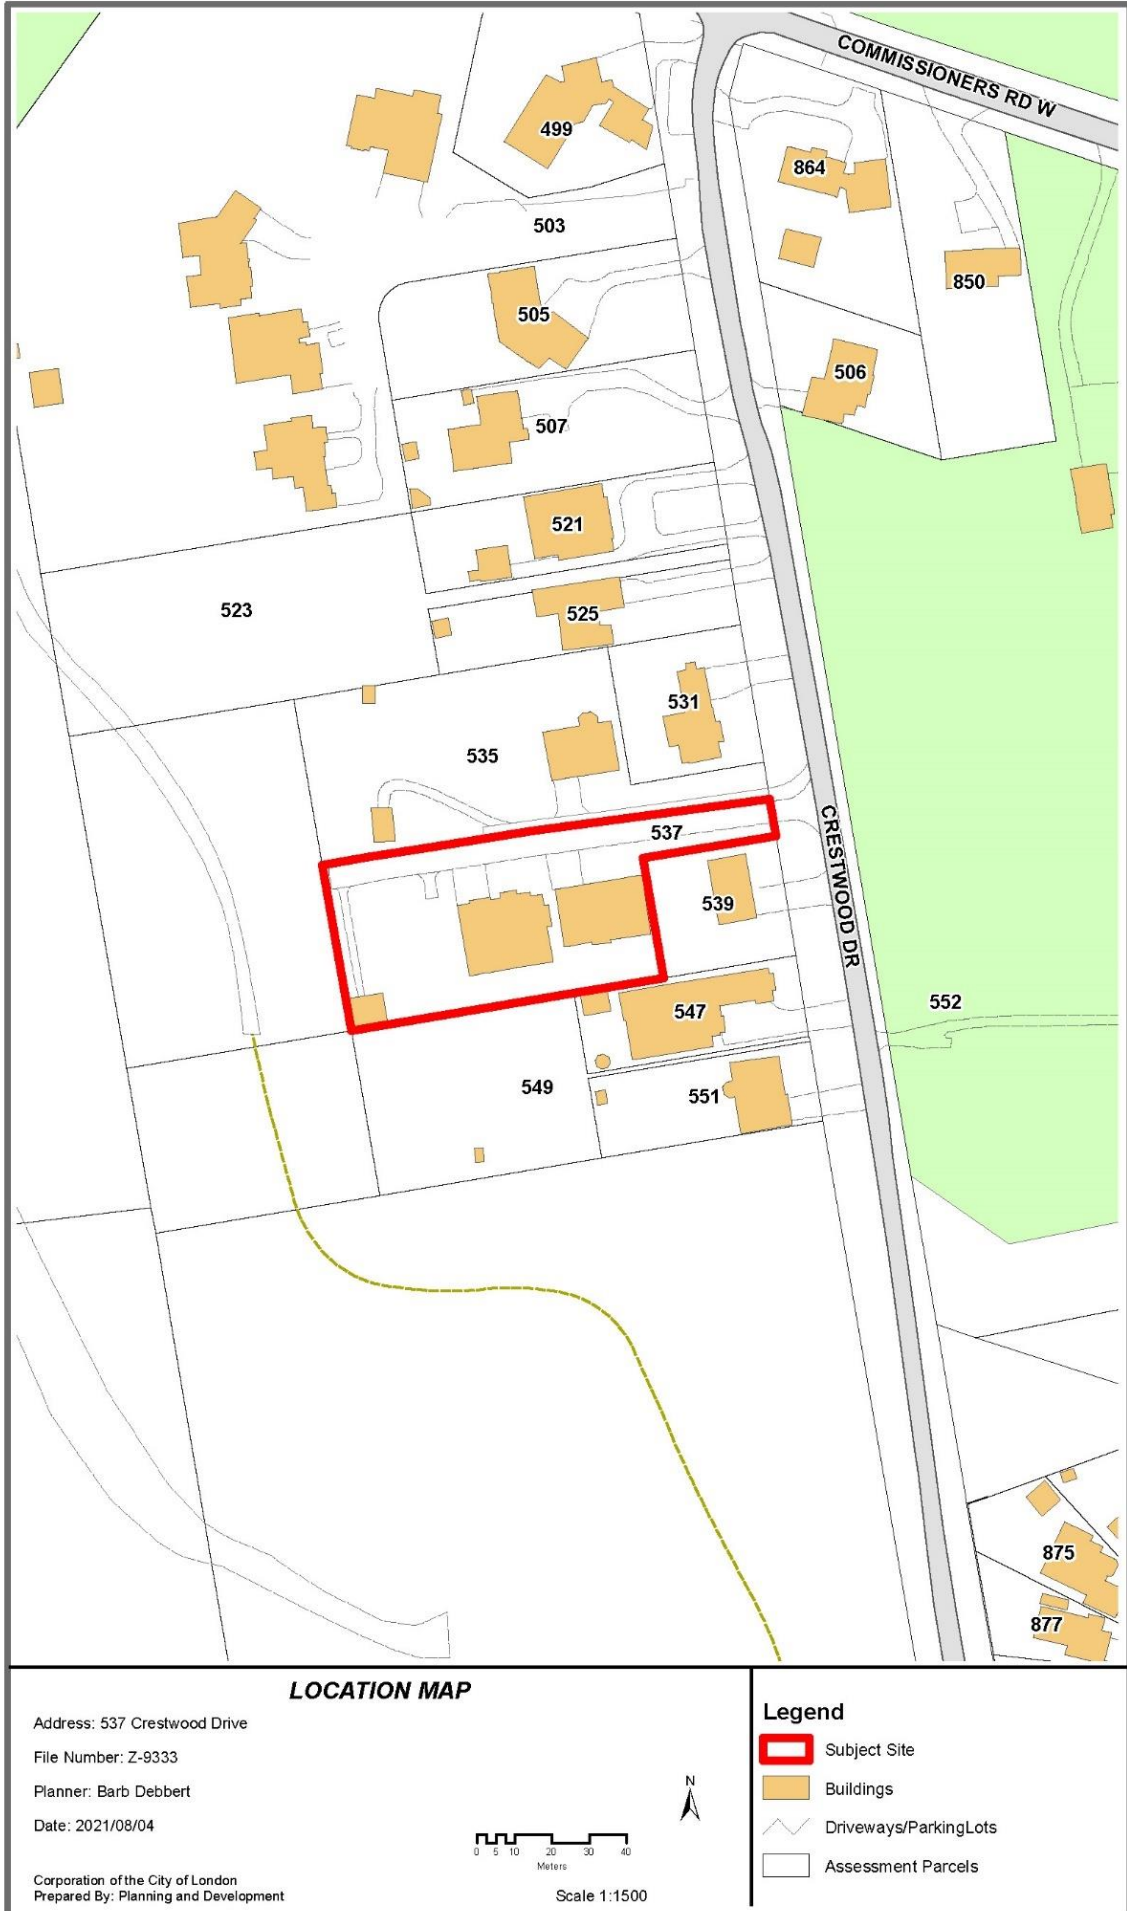 COMMISSIONERS RD W
499
864
503
850
505
506
507
521
523
525
531
535
537
CRESTWOOD DR
539
552
547
549
551
875
877
LOCATION MAP
Address: 537 Crestwood Drive
File Number: Z-9333
Planner: Barb Debbert
Date: 2021/08/04
Corporation of the City of London
Prepared By: Planning and Development
N
0 5 10 20 30 40
Meters
Scale 1:1500
Legend
Subject Site
Buildings
Driveways/ParkingLots
Assessment Parcels